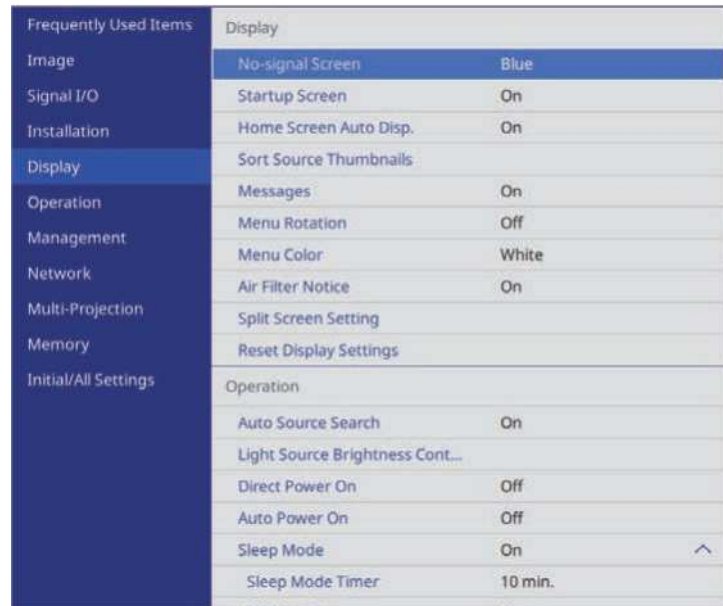 Frequently Used Items
Image
Signal I/O
Installation
Display
Operation
Management
Network
Multi-Projection
Memory
Initial/All Settings
Display
No-signal Screen Blue
Startup Screen On
Home Screen Auto Disp. On
Sort Source Thumbnails
Messages On
Menu Rotation Off
Menu Color White
Air Filter Notice On
Split Screen Setting
Reset Display Settings
Operation
Auto Source Search On
Light Source Brightness Cont...
Direct Power On Off
Auto Power On Off
Sleep Mode On
Sleep Mode Timer 10 min.